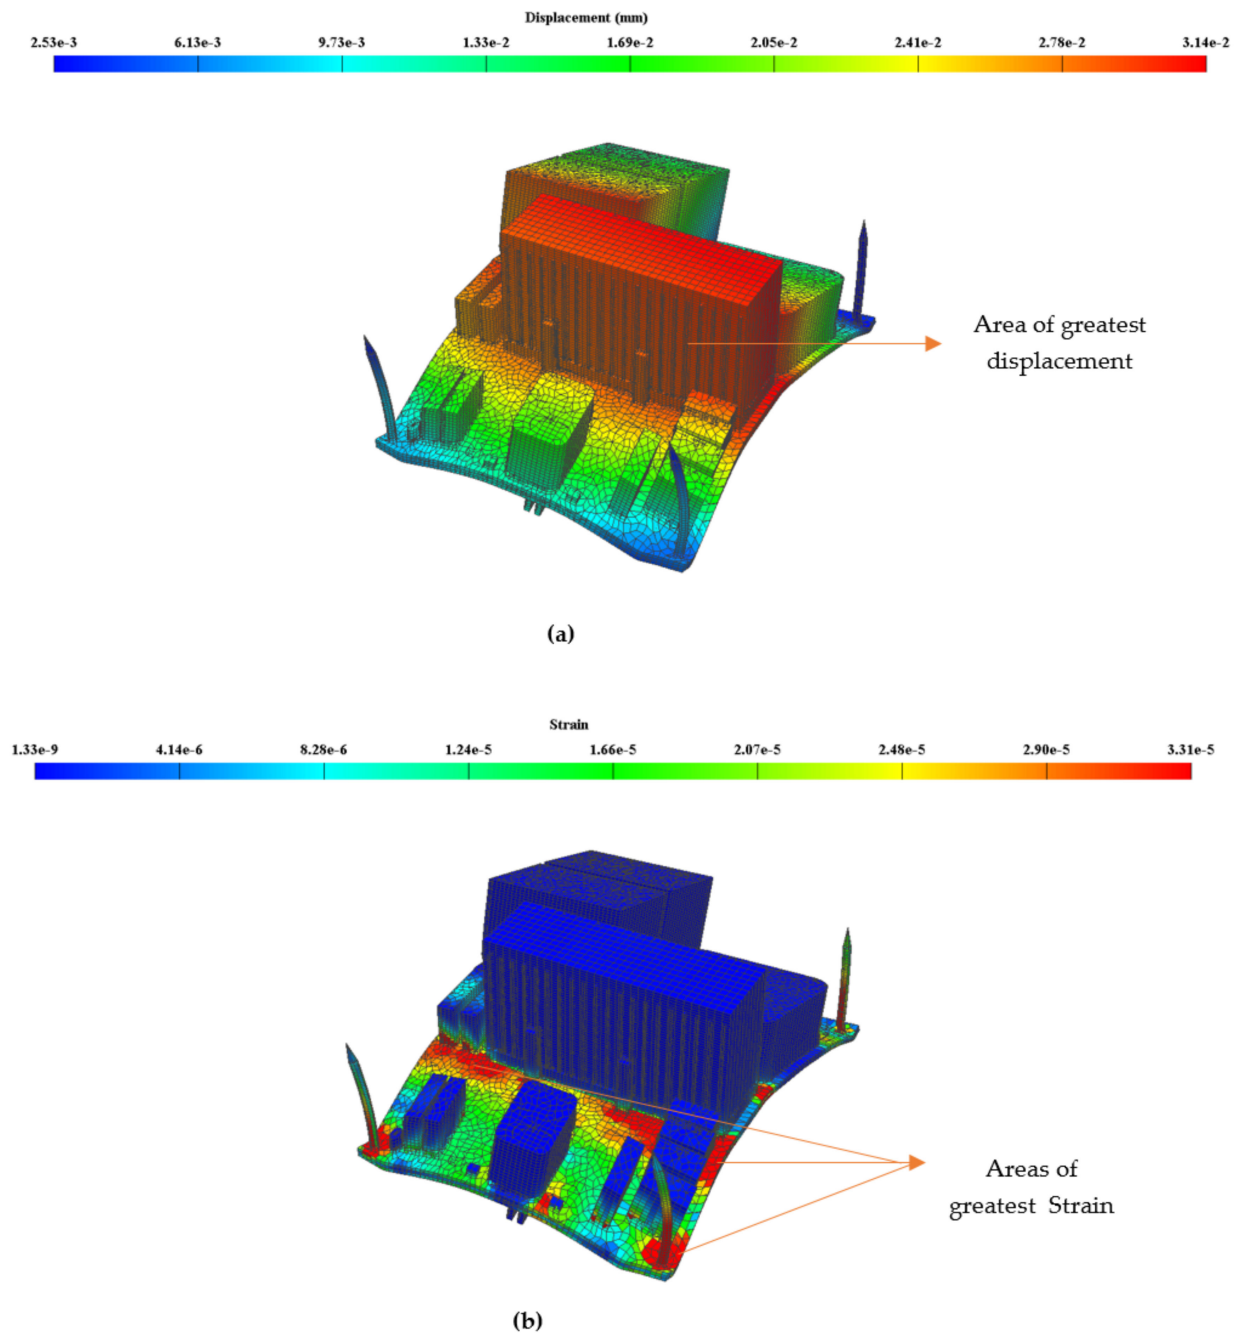 Displacement (mm)
2.53e-3 6.13e-3 9.73e-3 1.33e-2 1.69e-2 2.05e-2 2.41e-2 2.78e-2 3.14e-2
Area of greatest
displacement
(a)
Strain
1.33e-9 4.14e-6 8.28e-6 1.24e-5 1.66e-5 2.07e-5 2.48e-5 2.90e-5 3.31e-5
Areas of
greatest Strain
(b)